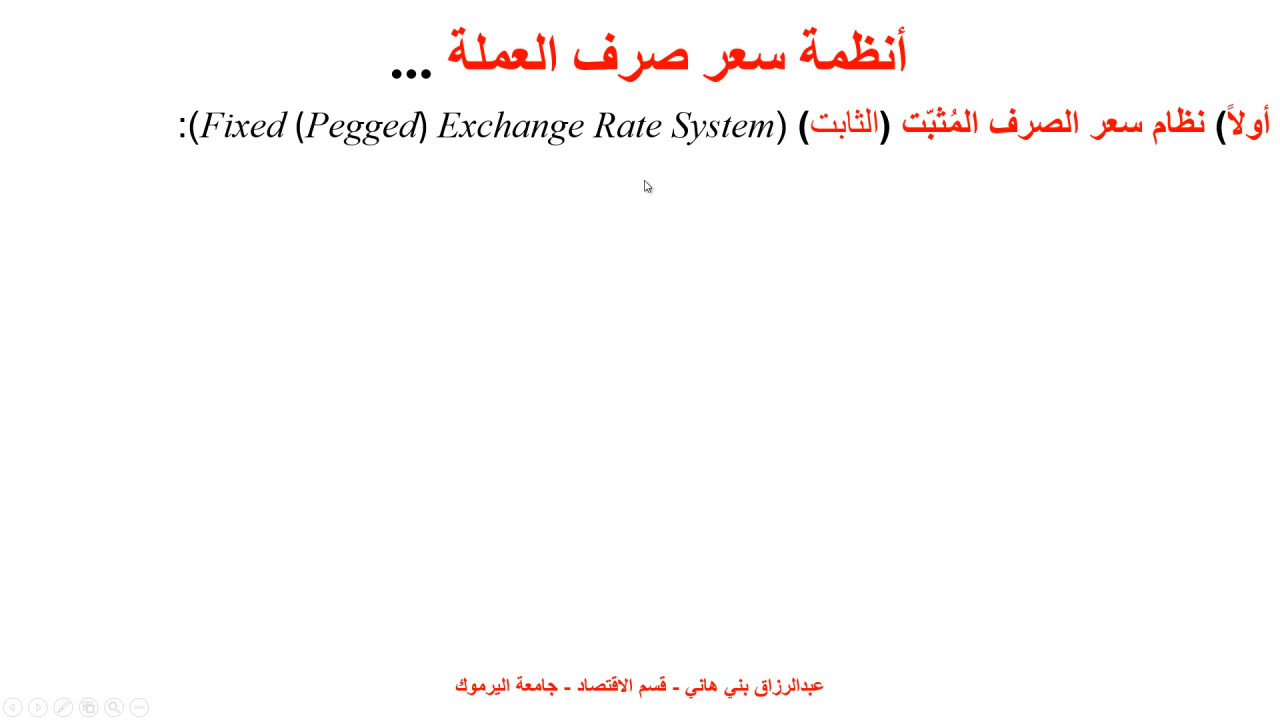 أنظمة سعر صرف العملة ...
أولاً) نظام سعر الصرف المُثبّت (الثابت) (Fixed (Pegged) Exchange Rate System):
عبدالرزاق بني هاني - قسم الاقتصاد - جامعة اليرموك